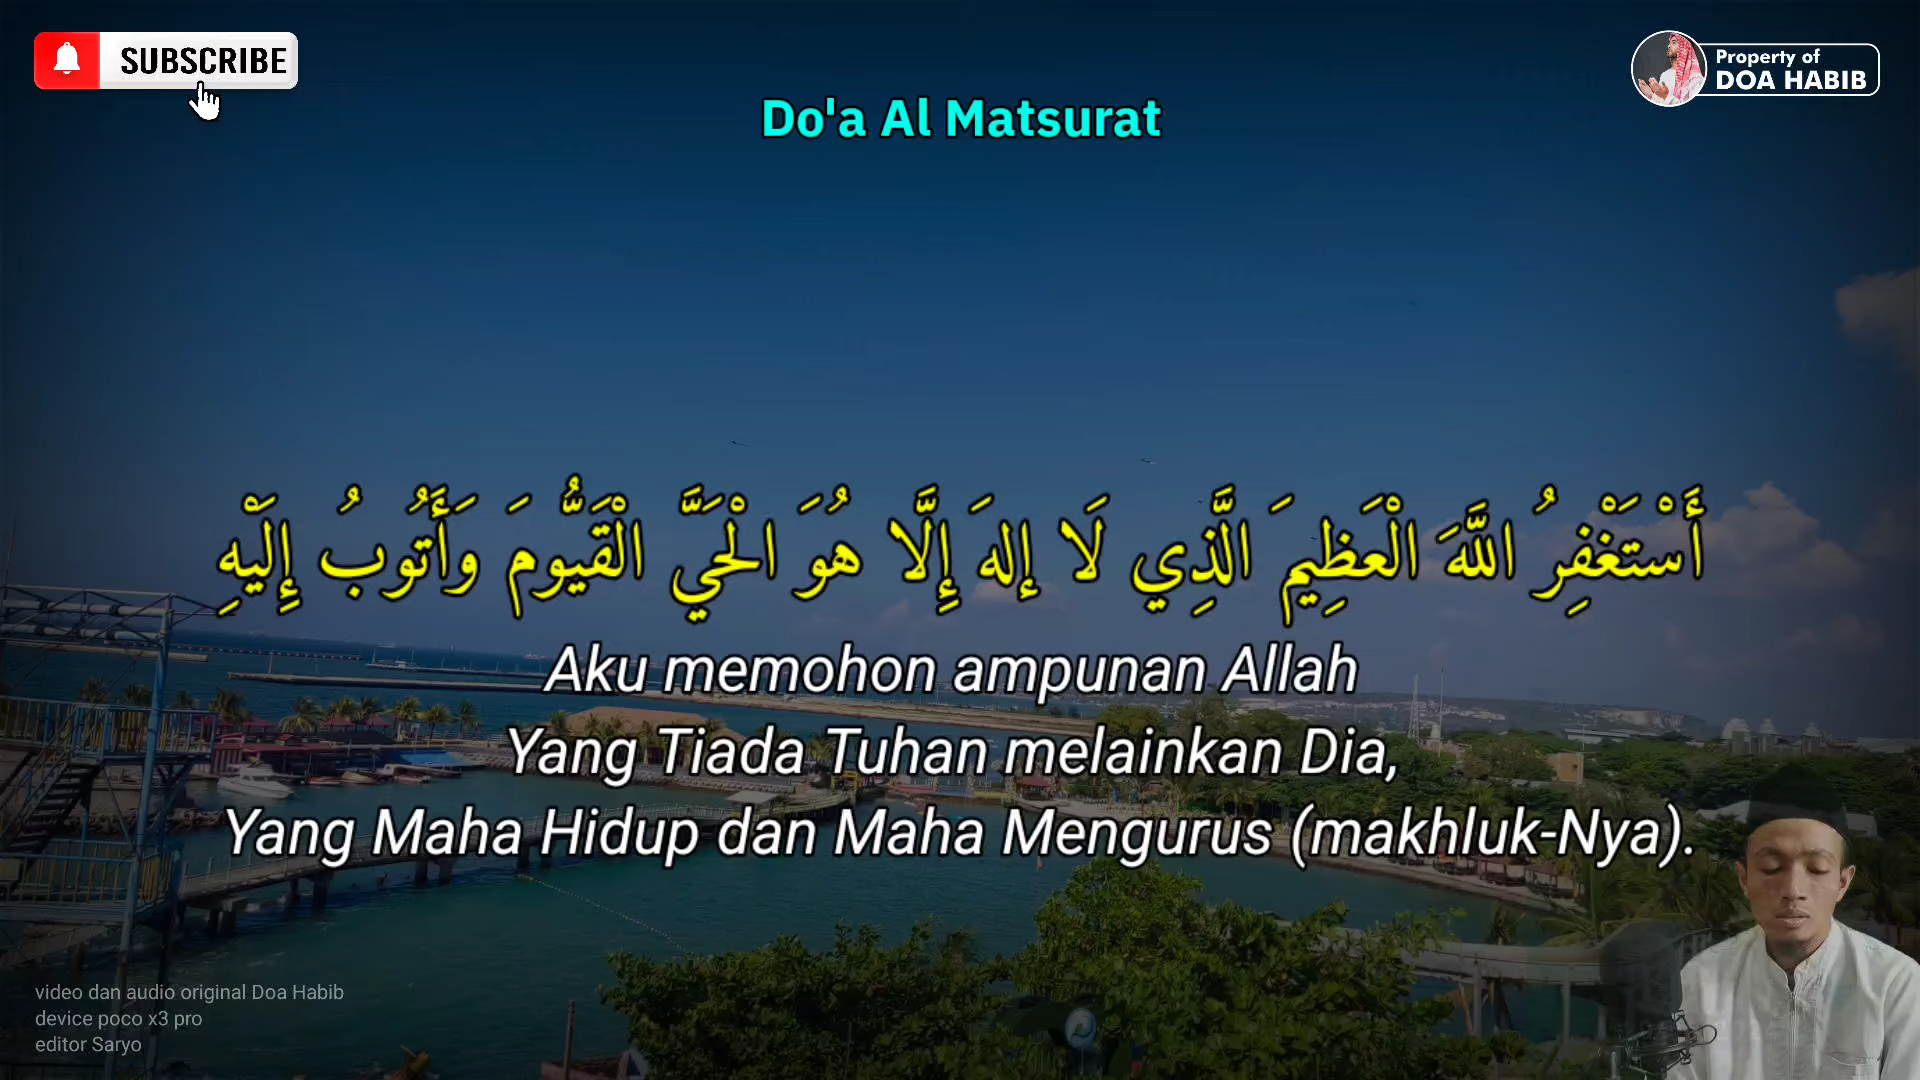 SUBSCRIBE
Property of
DOA HABIB
Do'a Al Matsurat
أَسْتَغْفِرُ اللَّهَ الْعَظِيمَ الَّذِي لَا إلهَ إِلَّا هُوَ الْحَيَّ الْقَيُّومَ وَأَتُوبُ إِلَيْهِ
Aku memohon ampunan Allah
Yang Tiada Tuhan melainkan Dia,
Yang Maha Hidup dan Maha Mengurus (makhluk-Nya).
video dan audio original Doa Habib
device poco x3 pro
editor Saryo